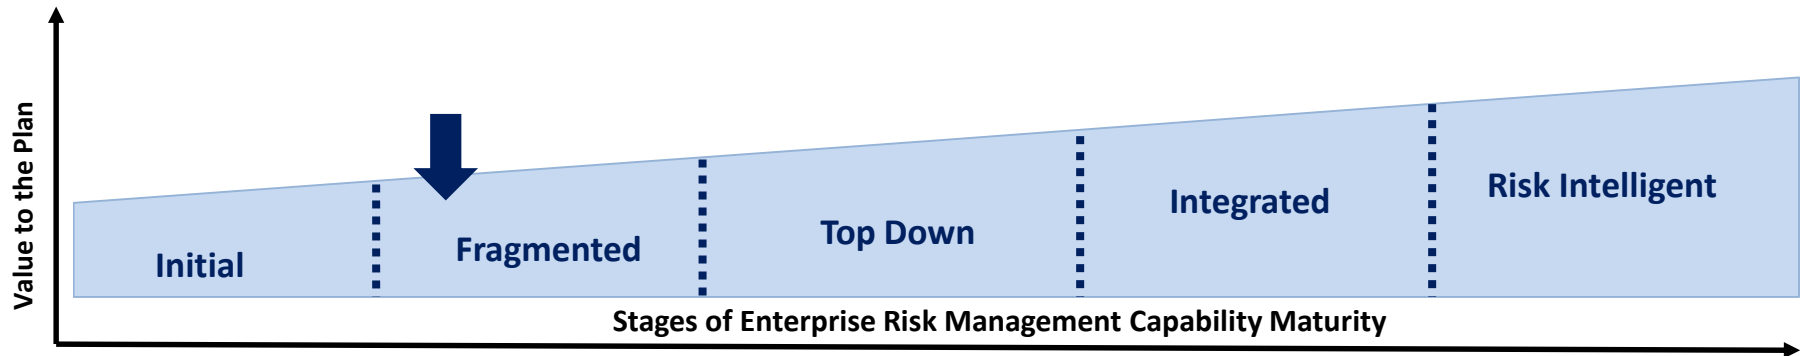 Value to the Plan
Initial
Fragmented
Top Down
Integrated
Risk Intelligent
Stages of Enterprise Risk Management Capability Maturity